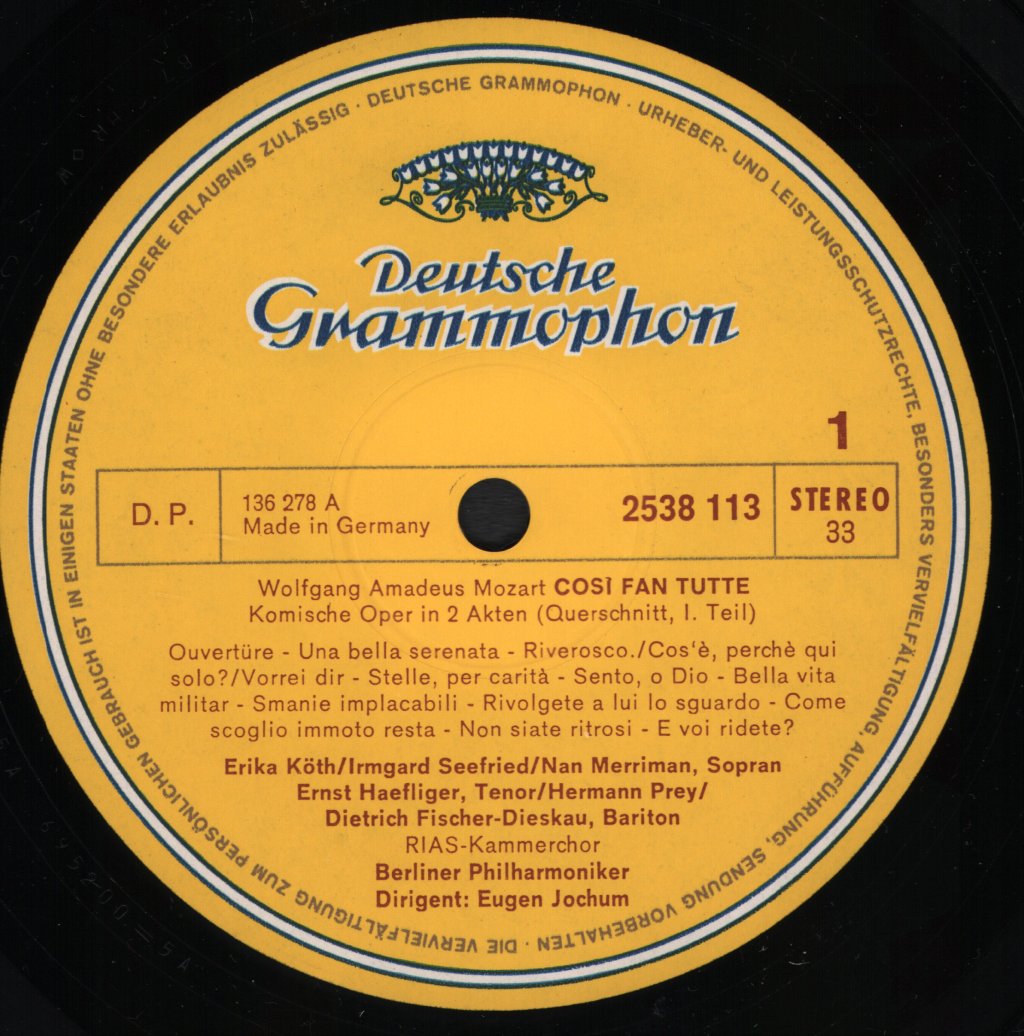 DEUTSCHE GRAMMOPHON · URHEBER- UND LEISTUNGSSCHUTZRECHTE, BESONDERS VERVIELFÄLTIGUNG, AUFFÜHRUNG, SENDUNG VORBEHALTEN · DIE VERVIELFÄLTIGUNG ZUM PERSÖNLICHEN GEBRAUCH IST IN EINIGEN STAATEN OHNE BESONDERE ERLAUBNIS ZULÄSSIG ·
Deutsche
Grammophon
1
D. P.
136 278 A
Made in Germany
2538 113
STEREO
33
Wolfgang Amadeus Mozart COSÌ FAN TUTTE
Komische Oper in 2 Akten (Querschnitt, I. Teil)
Ouvertüre - Una bella serenata - Riverosco./Cos‘è, perchè qui
solo?/Vorrei dir - Stelle, per carità - Sento, o Dio - Bella vita
militar - Smanie implacabili - Rivolgete a lui lo sguardo - Come
scoglio immoto resta - Non siate ritrosi - E voi ridete?
Erika Köth/Irmgard Seefried/Nan Merriman, Sopran
Ernst Haefliger, Tenor/Hermann Prey/
Dietrich Fischer-Dieskau, Bariton
RIAS-Kammerchor
Berliner Philharmoniker
Dirigent: Eugen Jochum